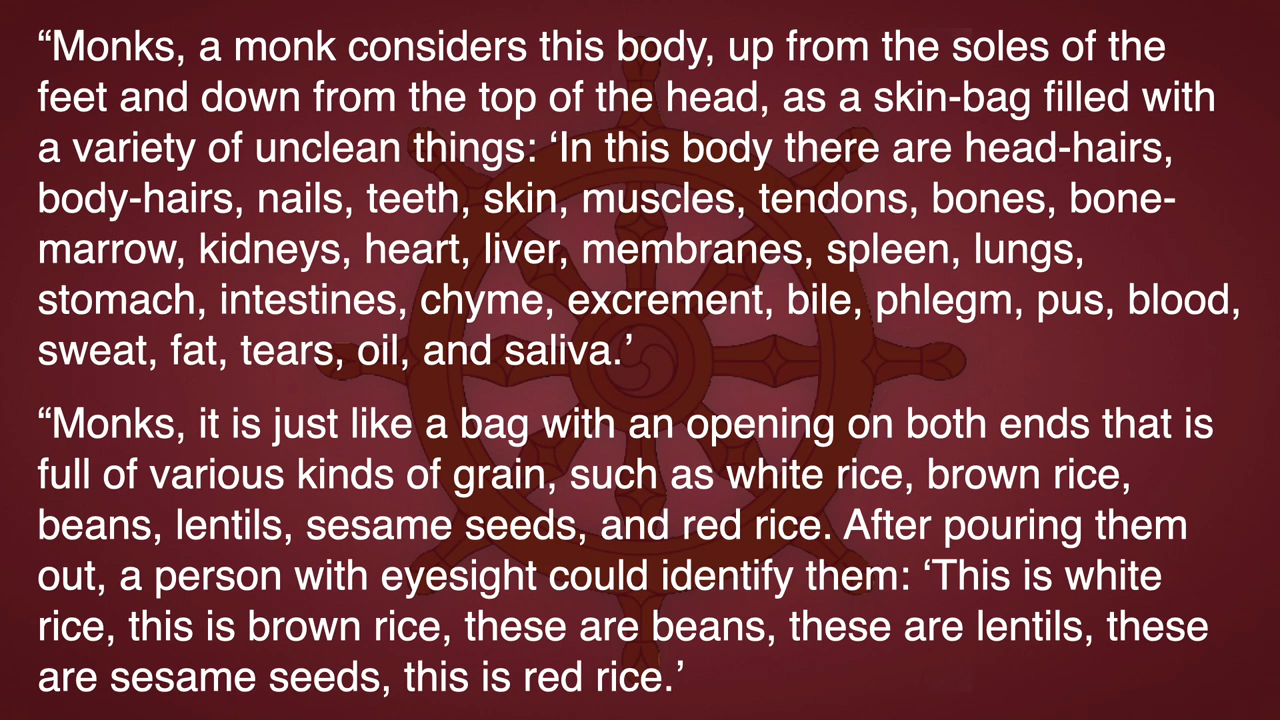 “Monks, a monk considers this body, up from the soles of the
feet and down from the top of the head, as a skin-bag filled with
a variety of unclean things: ‘In this body there are head-hairs,
body-hairs, nails, teeth, skin, muscles, tendons, bones, bone-
marrow, kidneys, heart, liver, membranes, spleen, lungs,
stomach, intestines, chyme, excrement, bile, phlegm, pus, blood,
sweat, fat, tears, oil, and saliva.’
“Monks, it is just like a bag with an opening on both ends that is
full of various kinds of grain, such as white rice, brown rice,
beans, lentils, sesame seeds, and red rice. After pouring them
out, a person with eyesight could identify them: ‘This is white
rice, this is brown rice, these are beans, these are lentils, these
are sesame seeds, this is red rice.’